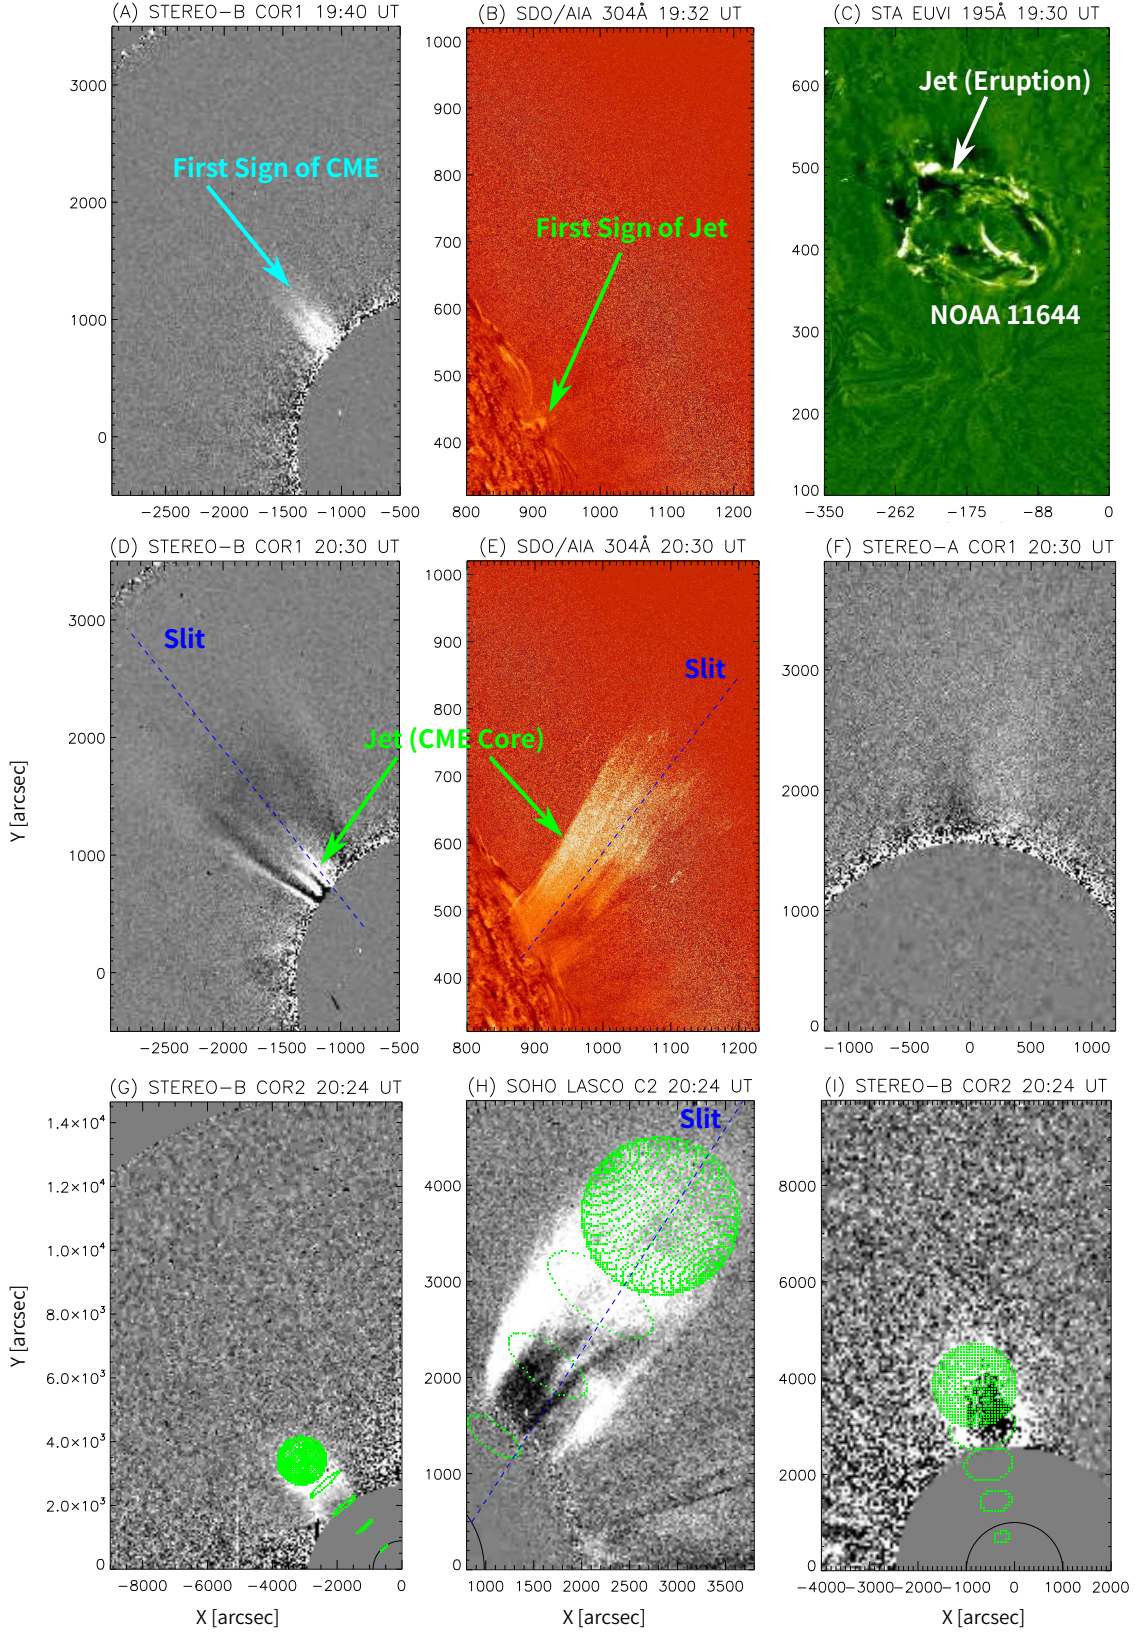 (A) STEREO-B COR1 19:40 UT
(B) SDO/AIA 304Å 19:32 UT
(C) STA EUVI 195Å 19:30 UT
3000
2000
1000
0
First Sign of CME
−2500 −2000 −1500 −1000 −500
1000
900
800
700
600
500
400
First Sign of Jet
800 1000 1200
600
500
400
300
200
100
Jet (Eruption)
NOAA 11644
−350 −262 −175 −88 0
(D) STEREO-B COR1 20:30 UT
(E) SDO/AIA 304Å 20:30 UT
(F) STEREO-A COR1 20:30 UT
Y [arcsec]
3000
2000
1000
0
Slit
Jet (CME Core)
−2500 −2000 −1500 −1000 −500
1000
900
800
700
600
500
400
Slit
800 1000 1200
3000
2000
1000
0
−1000 −500 0 500 1000
(G) STEREO-B COR2 20:24 UT
(H) SOHO LASCO C2 20:24 UT
(I) STEREO-B COR2 20:24 UT
Y [arcsec]
1.4×10⁴
1.2×10⁴
1.0×10⁴
8.0×10³
6.0×10³
4.0×10³
2.0×10³
0
−8000 −6000 −4000 −2000 0
X [arcsec]
Slit
4000
3000
2000
1000
0
1000 1500 2000 2500 3000 3500
X [arcsec]
8000
6000
4000
2000
0
−4000−3000−2000−1000 0 1000 2000
X [arcsec]